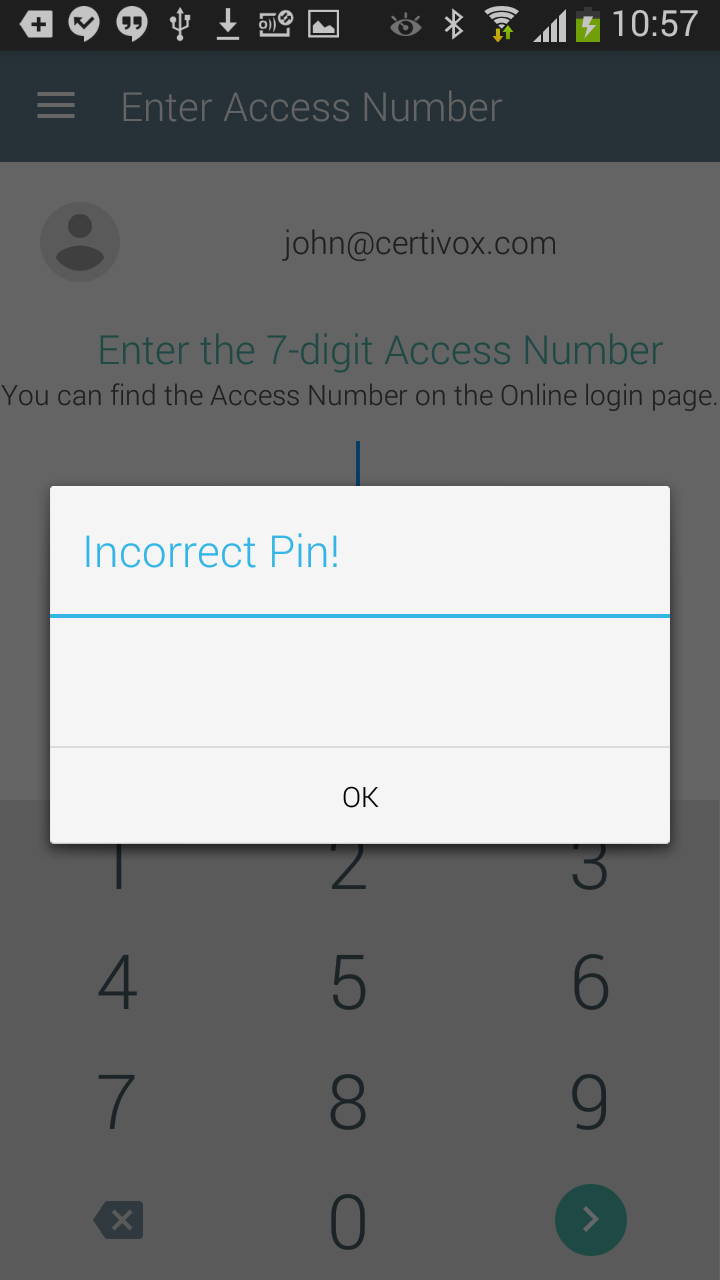 10:57
Enter Access Number
john@certivox.com
Enter the 7-digit Access Number
You can find the Access Number on the Online login page.
Incorrect Pin!
OK
1 2 3
4 5 6
7 8 9
0